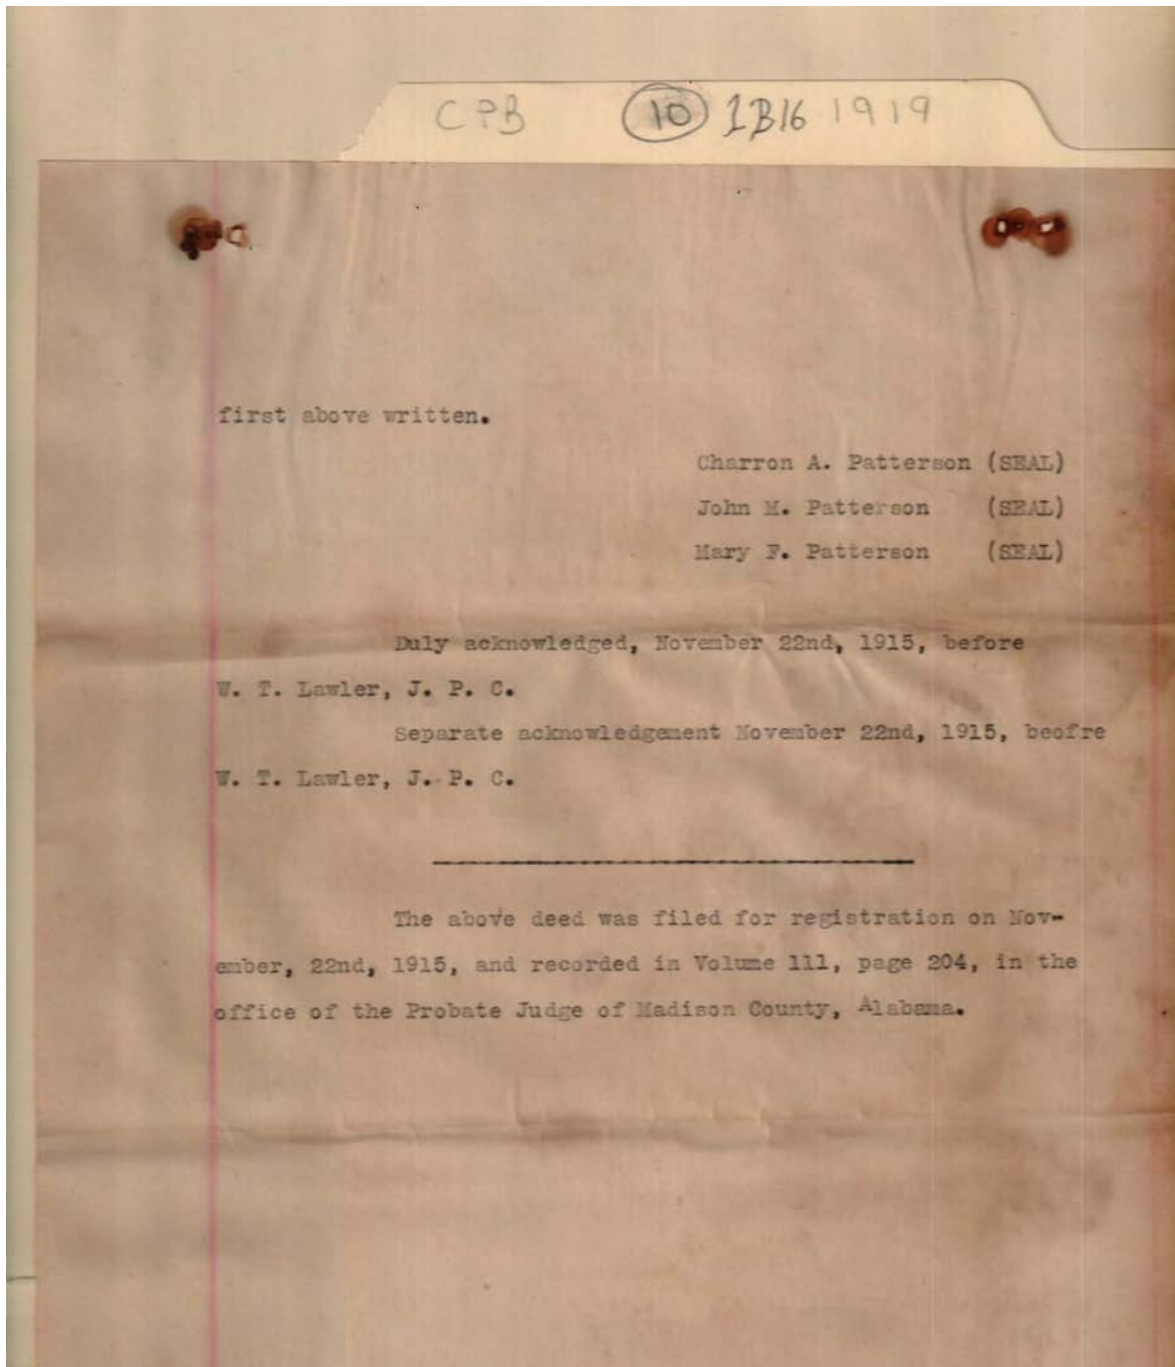 CPB (10) 1B16 1919
first above written.
Charron A. Patterson (SEAL)
John M. Patterson (SEAL)
Mary F. Patterson (SEAL)
Duly acknowledged, November 22nd, 1915, before
W. T. Lawler, J. P. C.
Separate acknowledgement November 22nd, 1915, beofre
W. T. Lawler, J. P. C.
The above deed was filed for registration on Nov-
ember, 22nd, 1915, and recorded in Volume 111, page 204, in the
office of the Probate Judge of Madison County, Alabama.